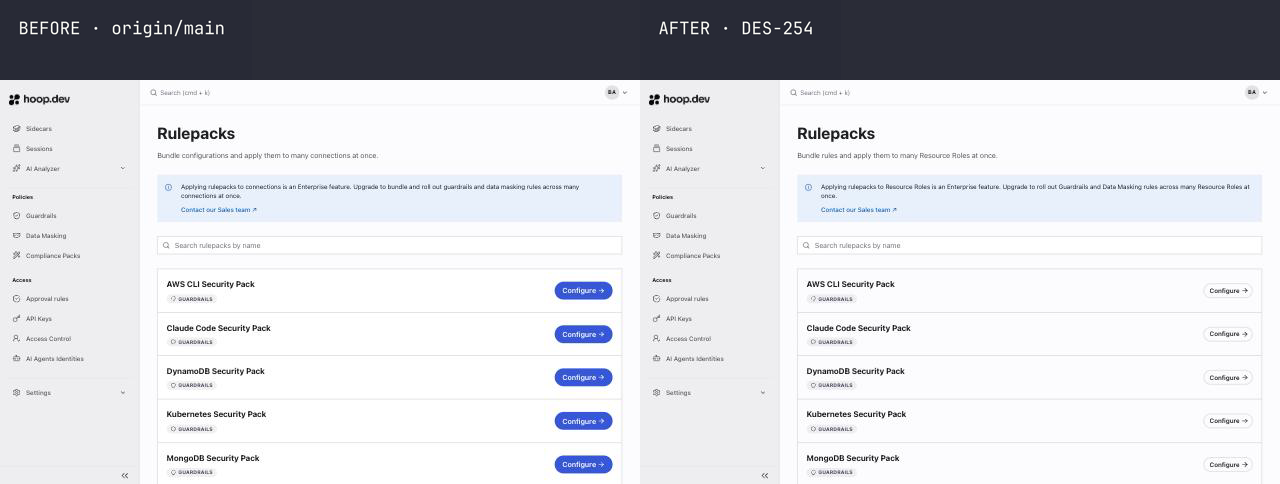 BEFORE · origin/main
hoop.dev
Sidecars
Sessions
AI Analyzer
Policies
Guardrails
Data Masking
Compliance Packs
Access
Approval rules
API Keys
Access Control
AI Agents Identities
Settings
Search (cmd + k)
BA
Rulepacks
Bundle configurations and apply them to many connections at once.
Applying rulepacks to connections is an Enterprise feature. Upgrade to bundle and roll out guardrails and data masking rules across many
connections at once.
Contact our Sales team ↗
Search rulepacks by name
AWS CLI Security Pack
GUARDRAILS
Configure →
Claude Code Security Pack
GUARDRAILS
Configure →
DynamoDB Security Pack
GUARDRAILS
Configure →
Kubernetes Security Pack
GUARDRAILS
Configure →
MongoDB Security Pack
GUARDRAILS
Configure →
AFTER · DES-254
hoop.dev
Sidecars
Sessions
AI Analyzer
Policies
Guardrails
Data Masking
Compliance Packs
Access
Approval rules
API Keys
Access Control
AI Agents Identities
Settings
Search (cmd + k)
BA
Rulepacks
Bundle rules and apply them to many Resource Roles at once.
Applying rulepacks to Resource Roles is an Enterprise feature. Upgrade to roll out Guardrails and Data Masking rules across many Resource Roles at
once.
Contact our Sales team ↗
Search rulepacks by name
AWS CLI Security Pack
GUARDRAILS
Configure →
Claude Code Security Pack
GUARDRAILS
Configure →
DynamoDB Security Pack
GUARDRAILS
Configure →
Kubernetes Security Pack
GUARDRAILS
Configure →
MongoDB Security Pack
GUARDRAILS
Configure →